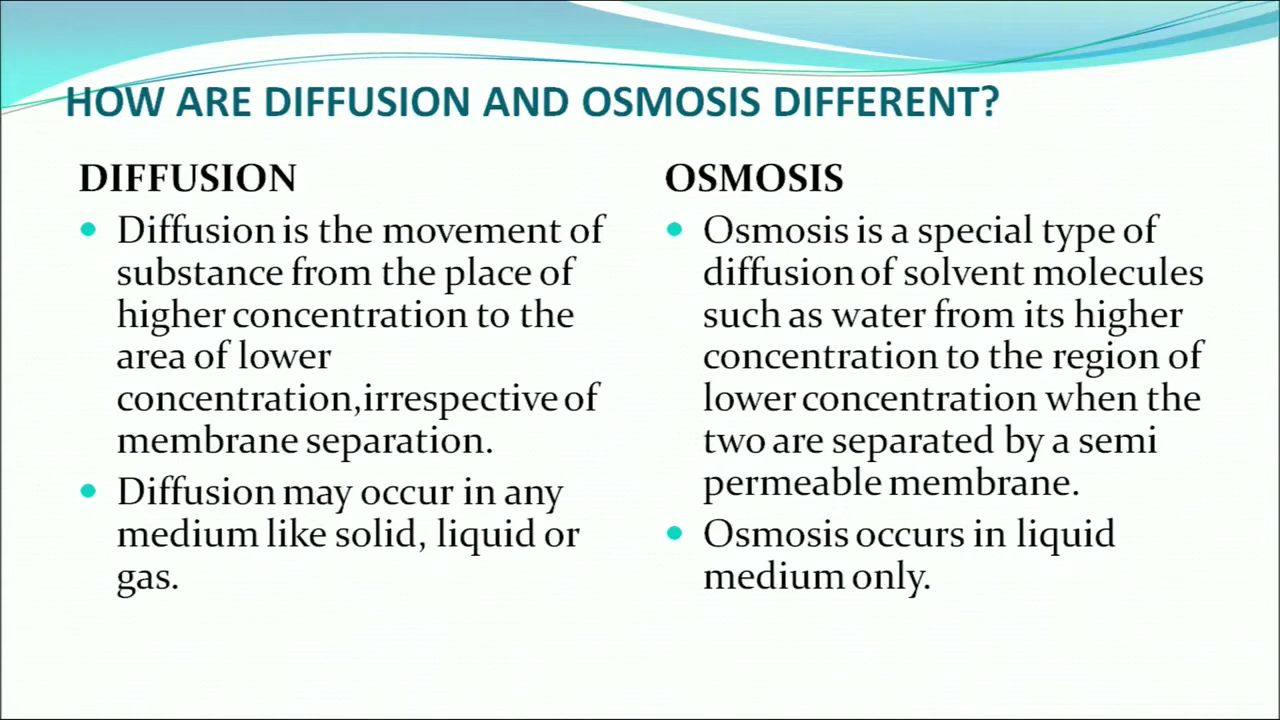 HOW ARE DIFFUSION AND OSMOSIS DIFFERENT?
DIFFUSION
Diffusion is the movement of
substance from the place of
higher concentration to the
area of lower
concentration,irrespective of
membrane separation.
Diffusion may occur in any
medium like solid, liquid or
gas.
OSMOSIS
Osmosis is a special type of
diffusion of solvent molecules
such as water from its higher
concentration to the region of
lower concentration when the
two are separated by a semi
permeable membrane.
Osmosis occurs in liquid
medium only.